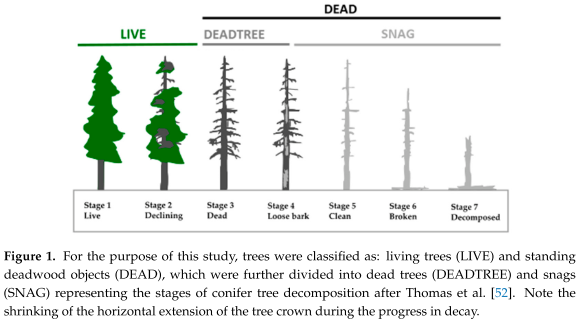 DEAD
LIVE DEADTREE SNAG
Stage 1 Stage 2 Stage 3 Stage 4 Stage 5 Stage 6 Stage 7
Live Declining Dead Loose bark Clean Broken Decomposed
Figure 1. For the purpose of this study, trees were classified as: living trees (LIVE) and standing
deadwood objects (DEAD), which were further divided into dead trees (DEADTREE) and snags
(SNAG) representing the stages of conifer tree decomposition after Thomas et al. [52]. Note the
shrinking of the horizontal extension of the tree crown during the progress in decay.